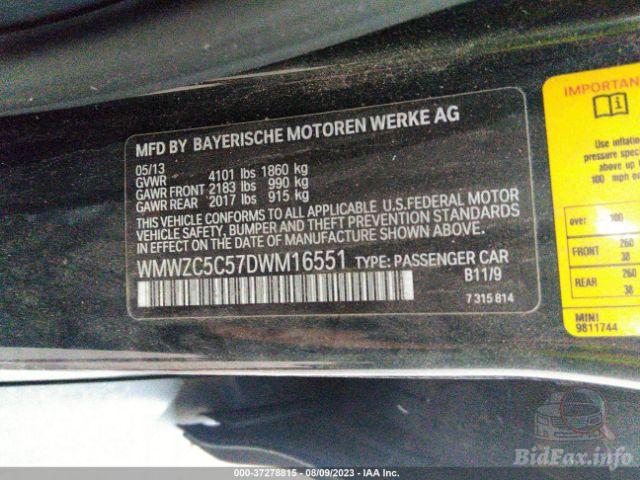 MFD BY BAYERISCHE MOTOREN WERKE AG
05/13
GVWR 4101 lbs 1860 kg
GAWR FRONT 2183 lbs 990 kg
GAWR REAR 2017 lbs 915 kg
THIS VEHICLE CONFORMS TO ALL APPLICABLE U.S.FEDERAL MOTOR
VEHICLE SAFETY, BUMPER AND THEFT PREVENTION STANDARDS
IN EFFECT ON THE DATE OF MANUFACTURE SHOWN ABOVE.
WMWZC5C57DWM16551 TYPE: PASSENGER CAR
B11/9
7 315 814
IMPORTAN
Use inflation
pressure spe
above up to
100 mph
over 100
FRONT 260
38
REAR 260
38
MINI
9811744
BidFax.info
000-37278815 - 08/09/2023 - IAA Inc.